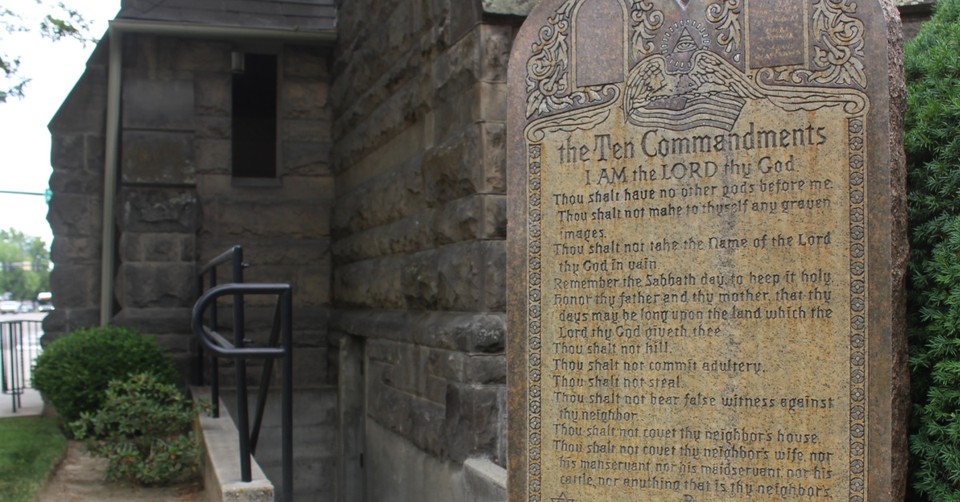 the Ten Commandments
I AM the LORD thy God.
Thou shalt have no other gods before me.
Thou shalt not make to thyself any graven
images.
Thou shalt not take the Name of the Lord
thy God in vain
Remember the Sabbath day, to keep it holy.
Honor thy father and thy mother, that thy
days may be long upon the land which the
Lord thy God giveth thee
Thou shalt not kill.
Thou shalt not commit adultery.
Thou shalt not steal.
Thou shalt not bear false witness against
thy neighbor
Thou shalt not covet thy neighbor's house.
Thou shalt not covet thy neighbor's wife, nor
his manservant nor his maidservant, nor his
cattle, nor anything that is thy neighbor's.